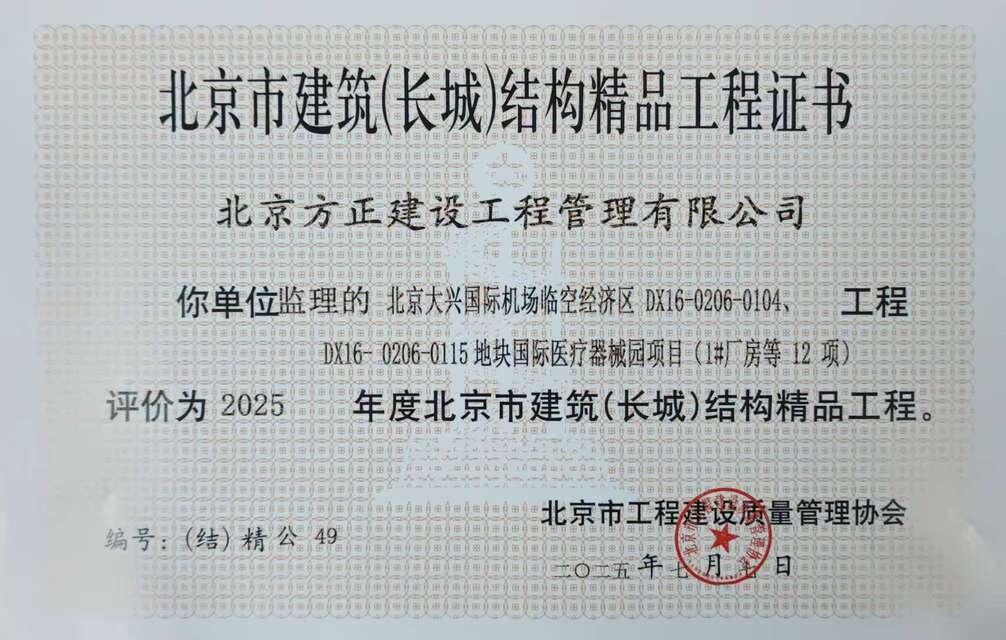 北京市建筑(长城)结构精品工程证书
北京方正建设工程管理有限公司
你单位监理的 北京大兴国际机场临空经济区 DX16-0206-0104、 工程
DX16- 0206-0115 地块国际医疗器械园项目（1#厂房等 12 项）
评价为 2025 年度北京市建筑(长城)结构精品工程。
北京市工程建设质量管理协会
编号：(结) 精 公 49
二〇二五 年 七 月 七 日